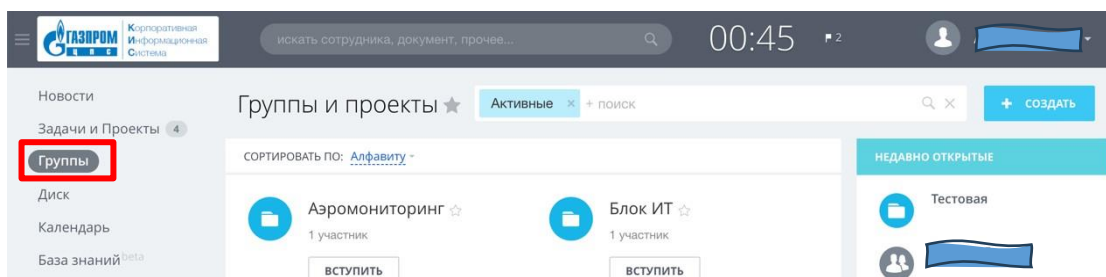 ГАЗПРОМ
ЦПС
Корпоративная
Информационная
Система
искать сотрудника, документ, прочее...
00:45
2
Новости
Задачи и Проекты 4
Группы
Диск
Календарь
База знаний beta
Группы и проекты
Активные × + поиск
+ СОЗДАТЬ
СОРТИРОВАТЬ ПО: Алфавиту
Аэромониторинг
1 участник
ВСТУПИТЬ
Блок ИТ
1 участник
ВСТУПИТЬ
НЕДАВНО ОТКРЫТЫЕ
Тестовая